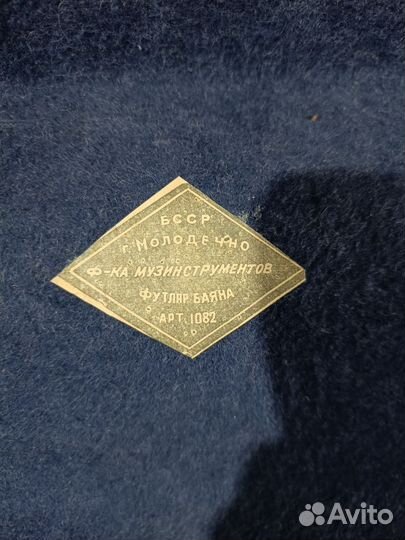 БССР
г. МОЛОДЕЧНО
Ф-КА МУЗИНСТРУМЕНТОВ
ФУТЛЯР БАЯНА
АРТ. 1082
Avito